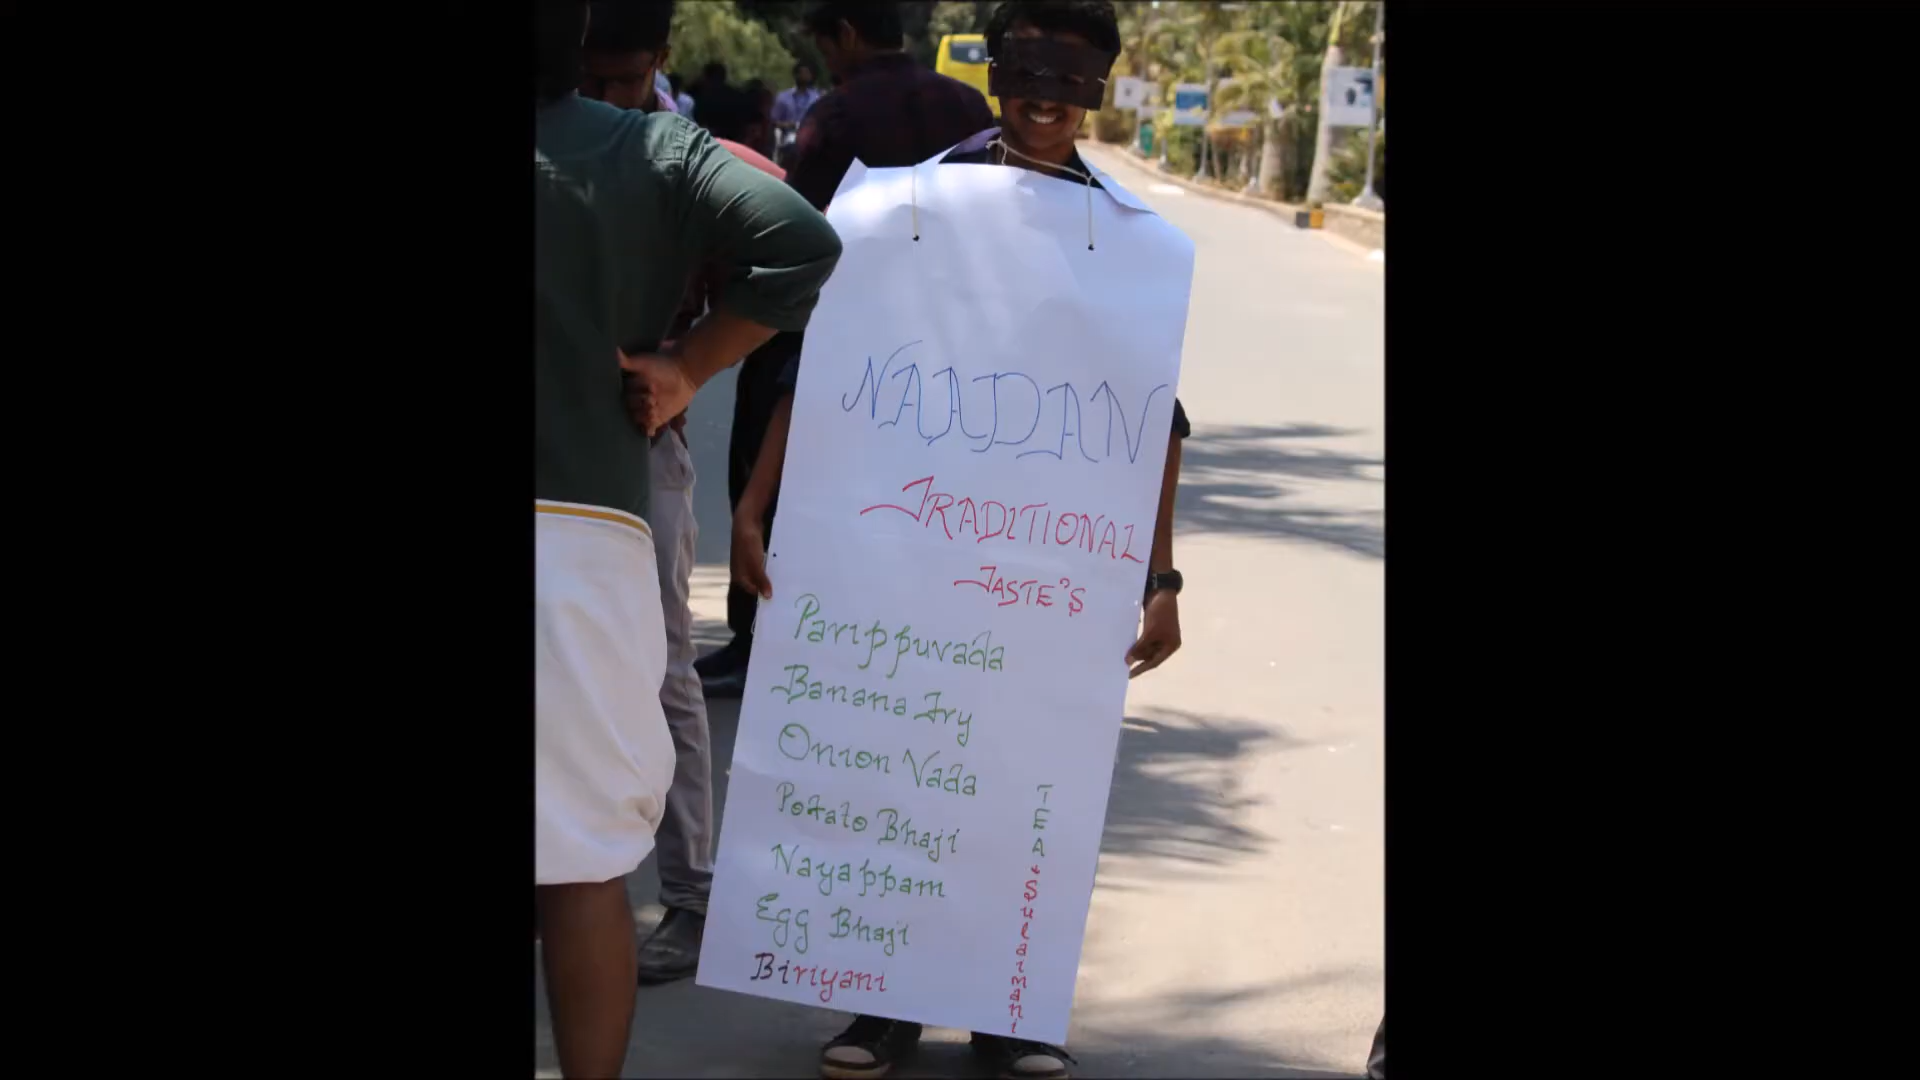 NAADAN
TRADITIONAL
TASTE'S
Parippuvada
Banana Fry
Onion Vada
Potato Bhaji
Nayappam
Egg Bhaji
Biriyani
TEA
Sulaimani